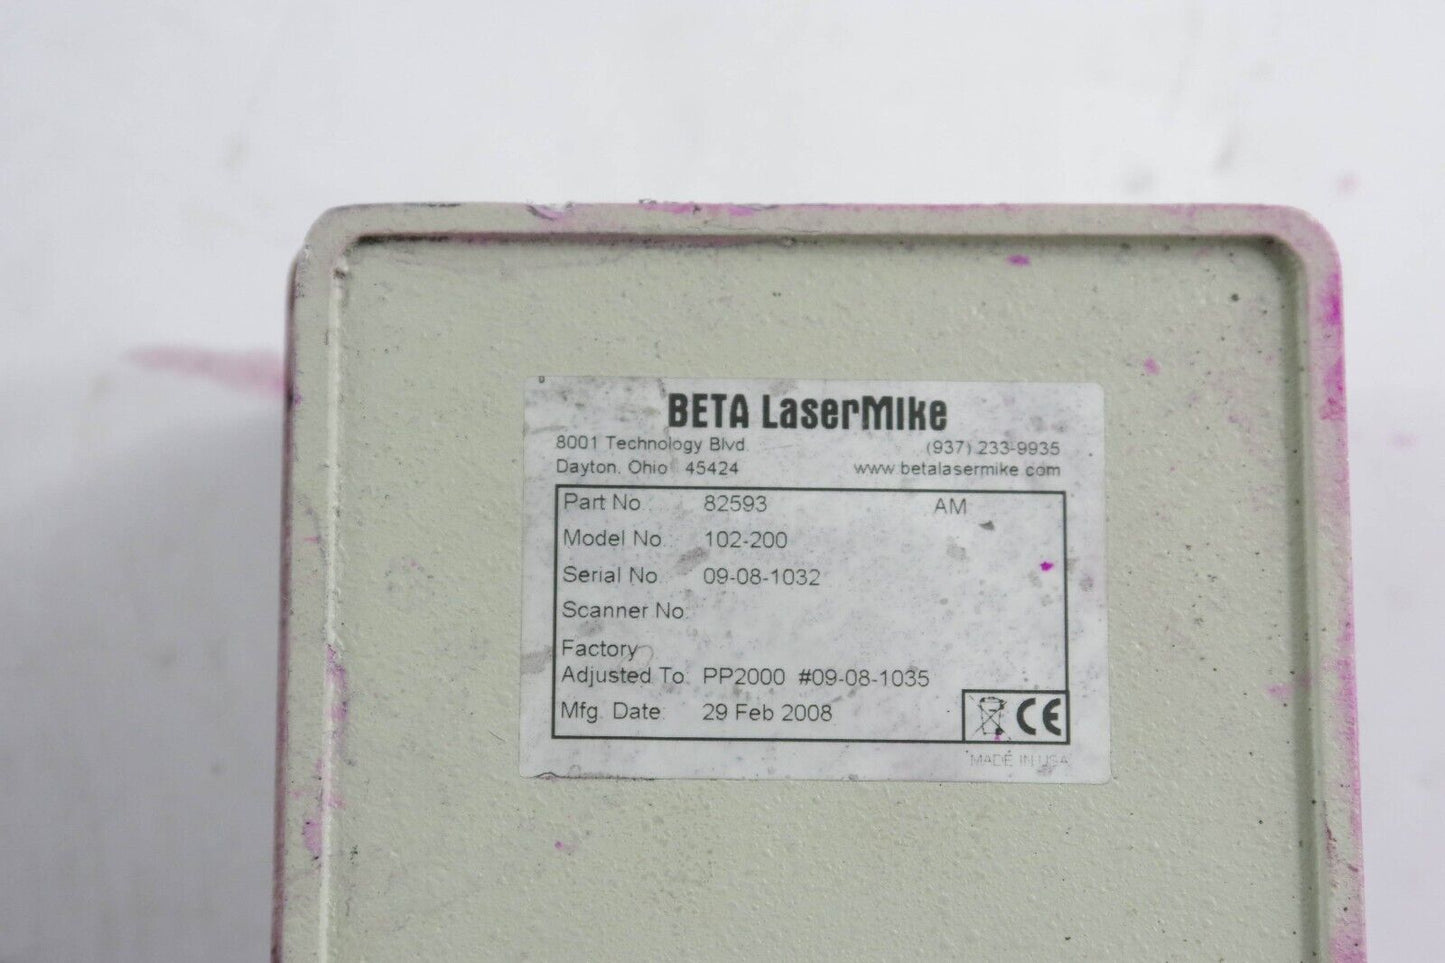 BETA LaserMike
8001 Technology Blvd. (937) 233-9935
Dayton, Ohio 45424 www.betalasermike.com
Part No.: 82593 AM
Model No.: 102-200
Serial No.: 09-08-1032
Scanner No.:
Factory
Adjusted To: PP2000 #09-08-1035
Mfg. Date: 29 Feb 2008
CE
MADE IN USA